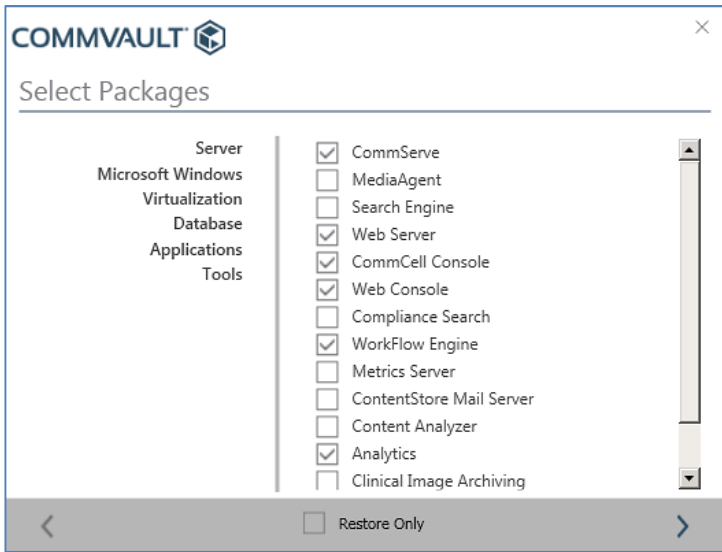 COMMVAULT
Select Packages
Server
Microsoft Windows
Virtualization
Database
Applications
Tools
CommServe
MediaAgent
Search Engine
Web Server
CommCell Console
Web Console
Compliance Search
WorkFlow Engine
Metrics Server
ContentStore Mail Server
Content Analyzer
Analytics
Clinical Image Archiving
Restore Only